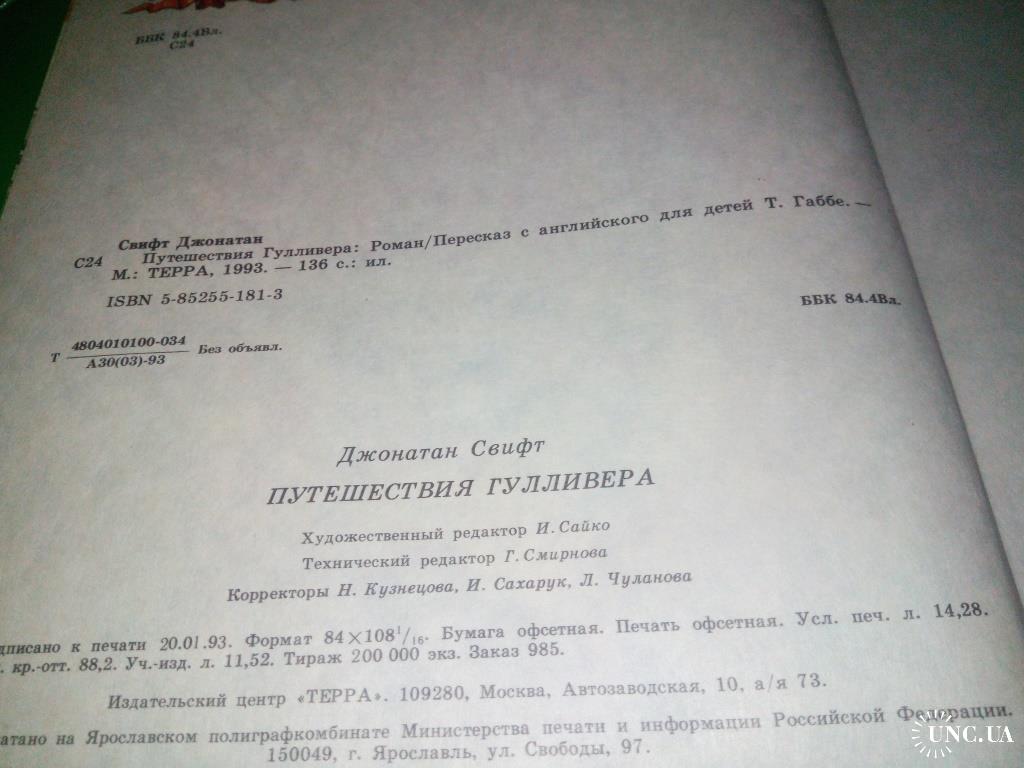 ББК 84.4Вл.
С24
Свифт Джонатан
С24 Путешествия Гулливера: Роман/Пересказ с английского для детей Т. Габбе. —
М.: ТЕРРА, 1993. — 136 с.: ил.
ISBN 5-85255-181-3
ББК 84.4Вл.
Т 4804010100-034 Без объявл.
А30(03)-93
Джонатан Свифт
ПУТЕШЕСТВИЯ ГУЛЛИВЕРА
Художественный редактор И. Сайко
Технический редактор Г. Смирнова
Корректоры Н. Кузнецова, И. Сахарук, Л. Чуланова
дписано к печати 20.01.93. Формат 84×108¹/₁₆. Бумага офсетная. Печать офсетная. Усл. печ. л. 14,28.
. кр.-отт. 88,2. Уч.-изд. л. 11,52. Тираж 200 000 экз. Заказ 985.
Издательский центр «ТЕРРА». 109280, Москва, Автозаводская, 10, а/я 73.
атано на Ярославском полиграфкомбинате Министерства печати и информации Российской Федерации.
150049, г. Ярославль, ул. Свободы, 97.
UNC.UA